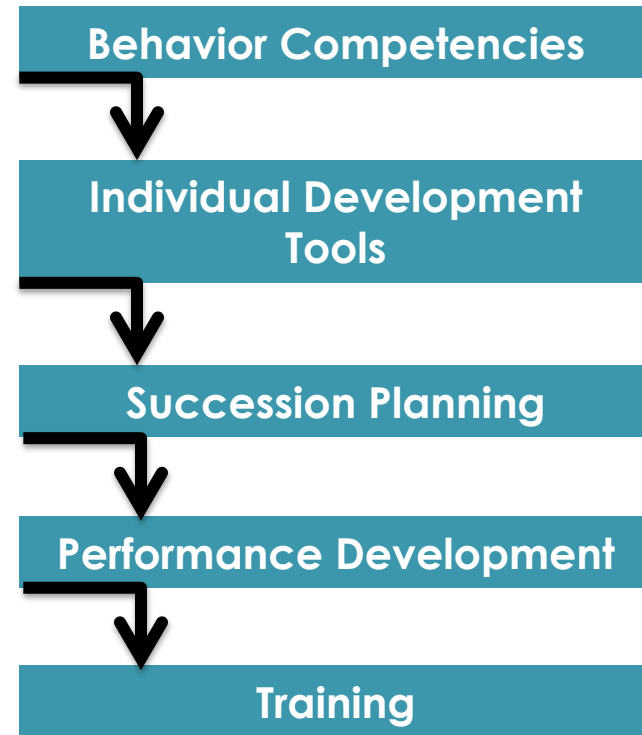 Behavior Competencies
Individual Development
Tools
Succession Planning
Performance Development
Training